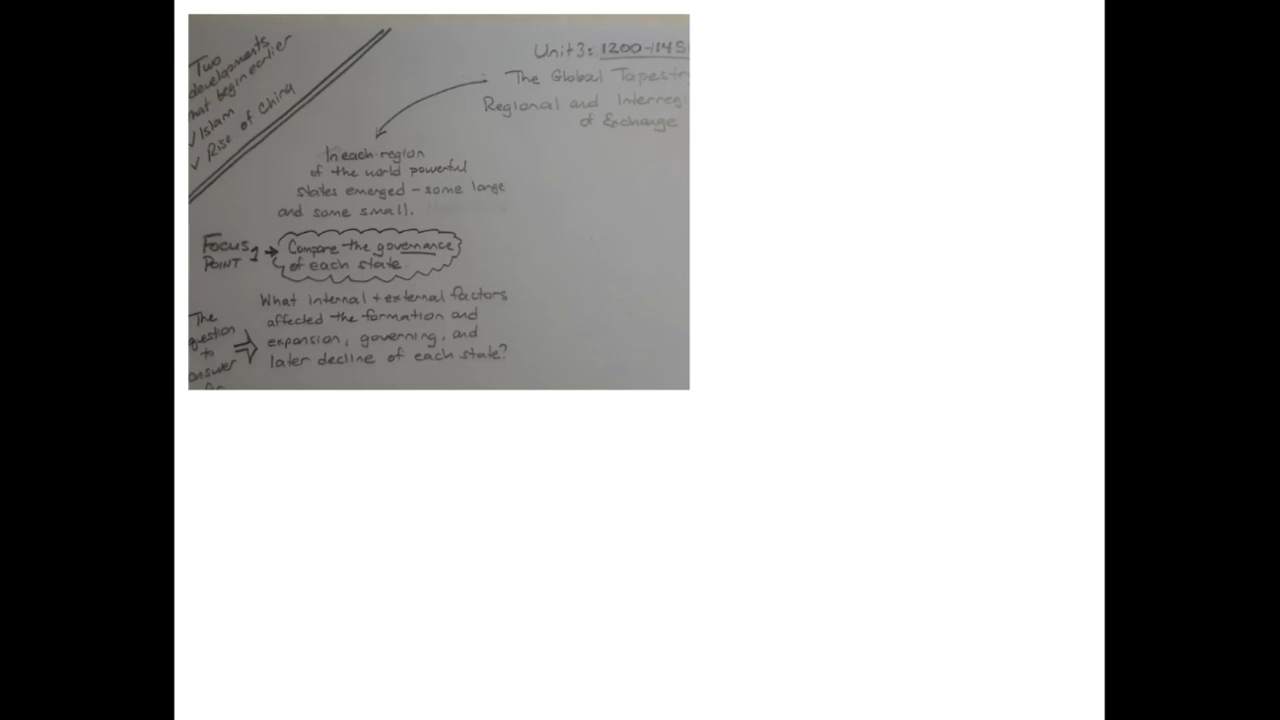 Two
developments
that begin earlier
✓ Islam
✓ Rise of China
Unit 3: 1200-1145
The Global Tapestr
Regional and Interreg
of Exchange
In each region
of the world powerful
states emerged - some large
and some small.
FOCUS
POINT 1
Compare the governance
of each state.
The
question
to
answer
What internal + external factors
affected the formation and
expansion, governing, and
later decline of each state?